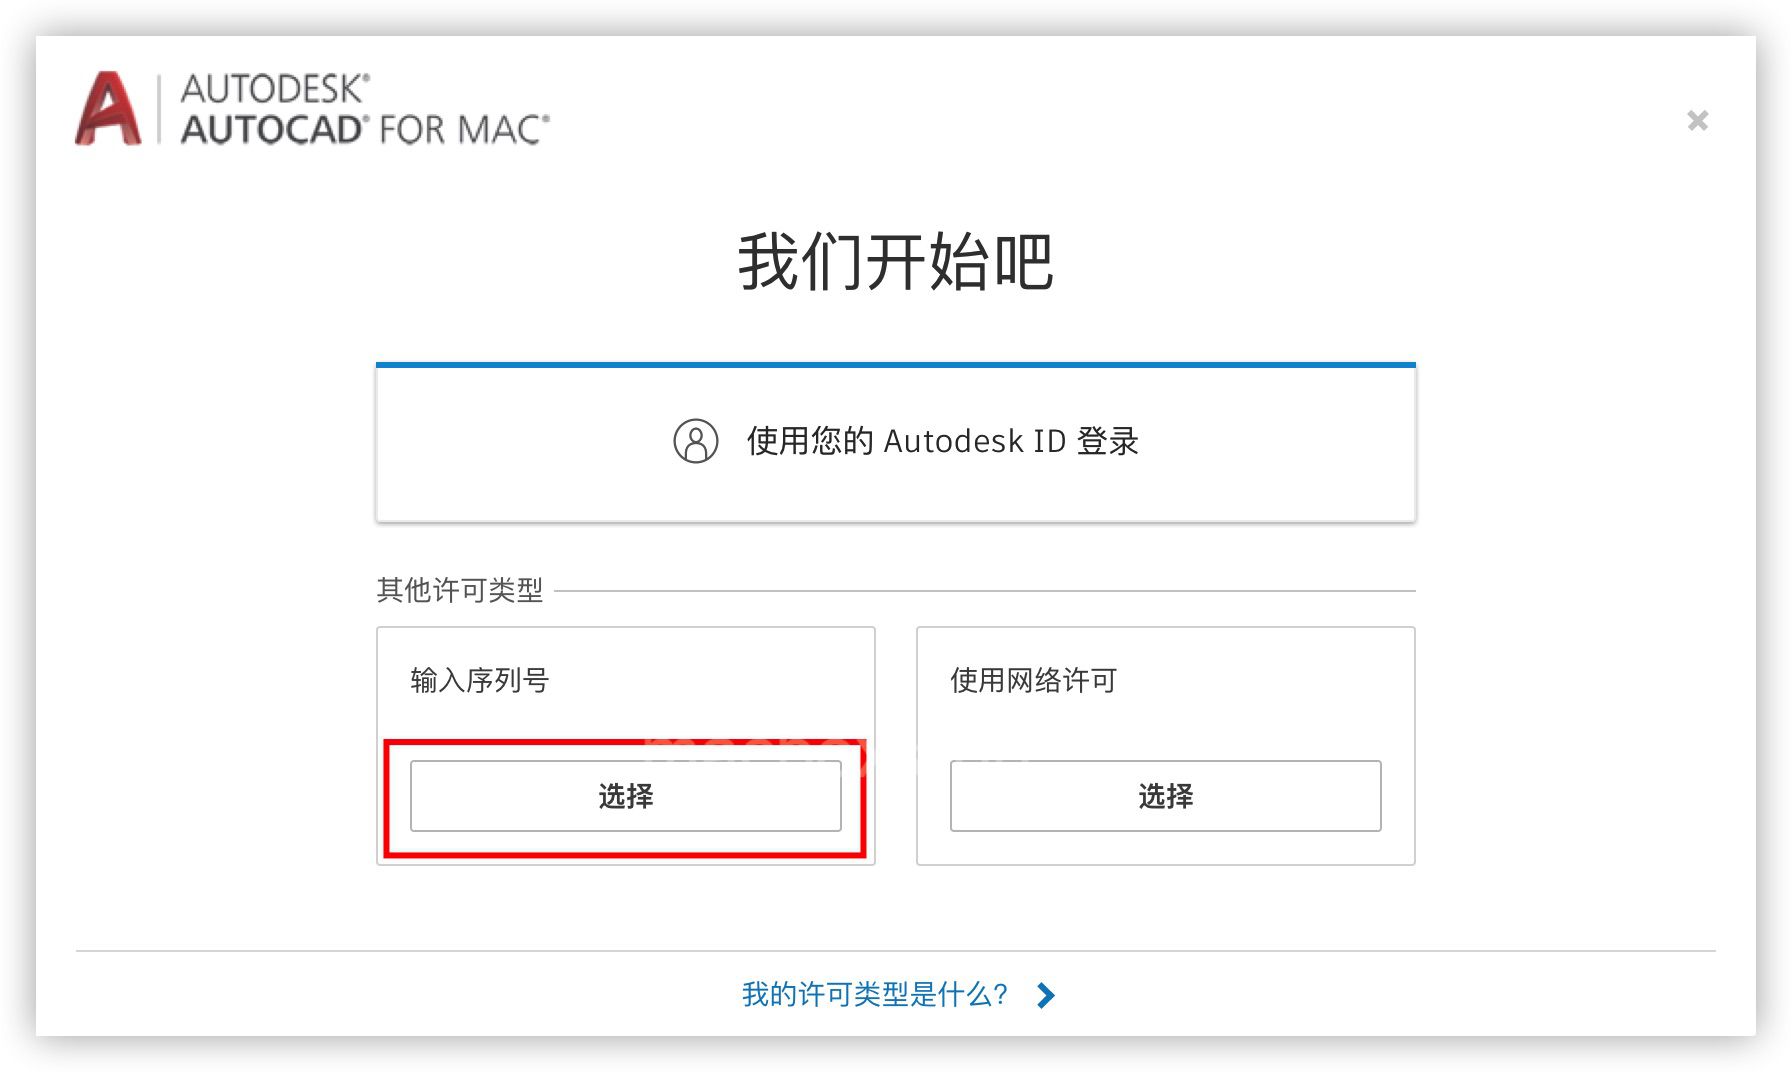 AUTODESK®
AUTOCAD® FOR MAC®
我们开始吧
使用您的 Autodesk ID 登录
其他许可类型
输入序列号
使用网络许可
选择
选择
我的许可类型是什么?